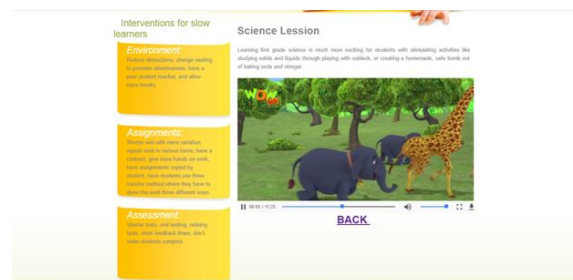 Interventions for slow
learners
Environment:
Reduce distractions, change seating
to promote attentiveness, have a
peer student teacher, and allow
more breaks.
Assignments:
Shorter and with more variation,
repeat work in various forms, have a
contract, give more hands on work,
have assignments copied by
student, have students use three
transfer method where they have to
show the work three different ways
Assessment:
Shorter tests, oral testing, redoing
tests, short feedback times, don't
make students compete
Science Lession
Learning first grade science is much more exciting for students with stimulating activities like
studying solids and liquids through playing with oobleck, or creating a homemade, safe bomb out
of baking soda and vinegar
WOW
06:05 / 11:25
BACK